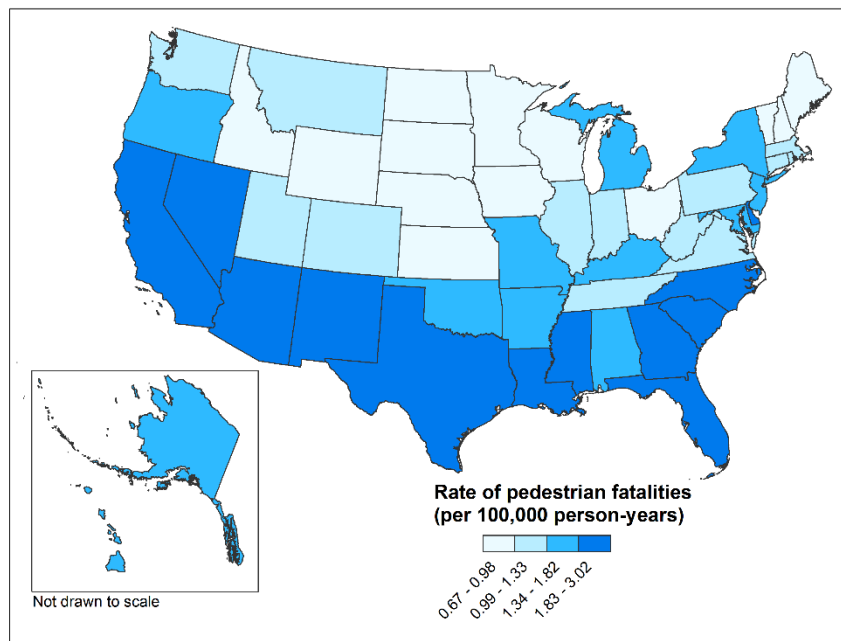 Rate of pedestrian fatalities
(per 100,000 person-years)
0.67 - 0.98
0.99 - 1.33
1.34 - 1.82
1.83 - 3.02
Not drawn to scale